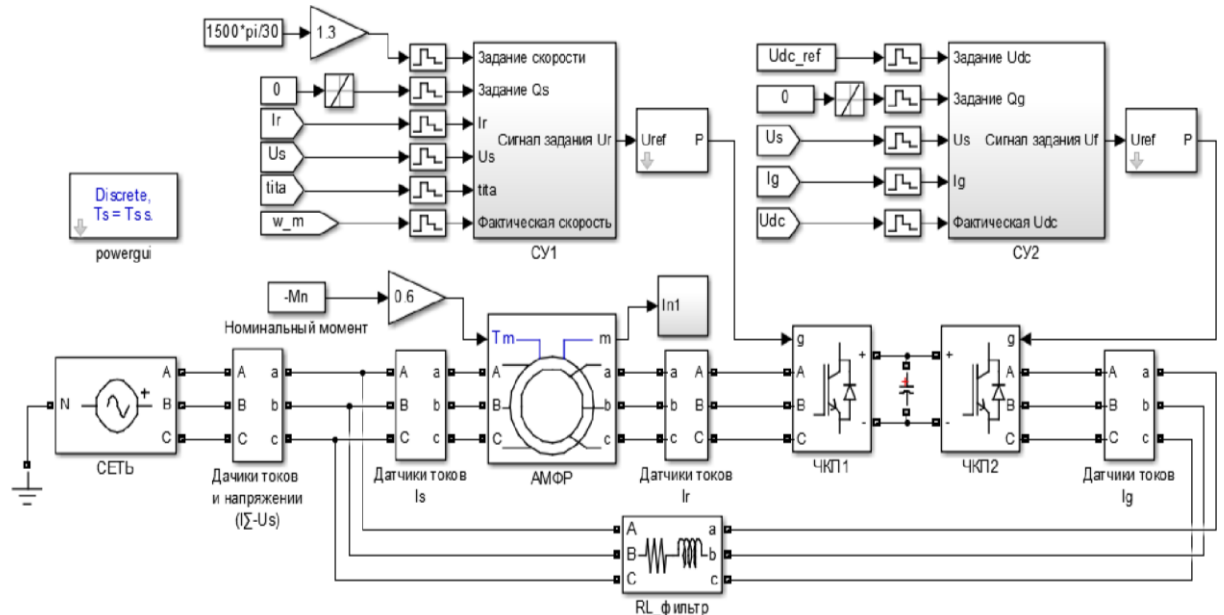 1500*pi/30
1.3
Задание скорости
0
Задание Qs
Ir
Ir
Us
Us
tita
tita
w_m
Фактическая скорость
Сигнал задания Ur
СУ1
Uref
P
Udc_ref
Задание Udc
0
Задание Qg
Us
Us
Ig
Ig
Udc
Фактическая Udc
Сигнал задания Uf
СУ2
Uref
P
Discrete,
Ts = Ts s.
powergui
-Mn
Номинальный момент
0.6
In1
Tm
m
A
B
C
a
b
c
АМФР
N
A
B
C
СЕТЬ
A
B
C
a
b
c
Дачики токов
и напряжении
(I∑-Us)
A
B
C
a
b
c
Датчики токов
Is
a
b
c
A
B
C
Датчики токов
Ir
g
A
B
C
+
-
ЧКП1
+
-
g
A
B
C
ЧКП2
A
B
C
a
b
c
Датчики токов
Ig
A
B
C
a
b
c
RL_фильтр